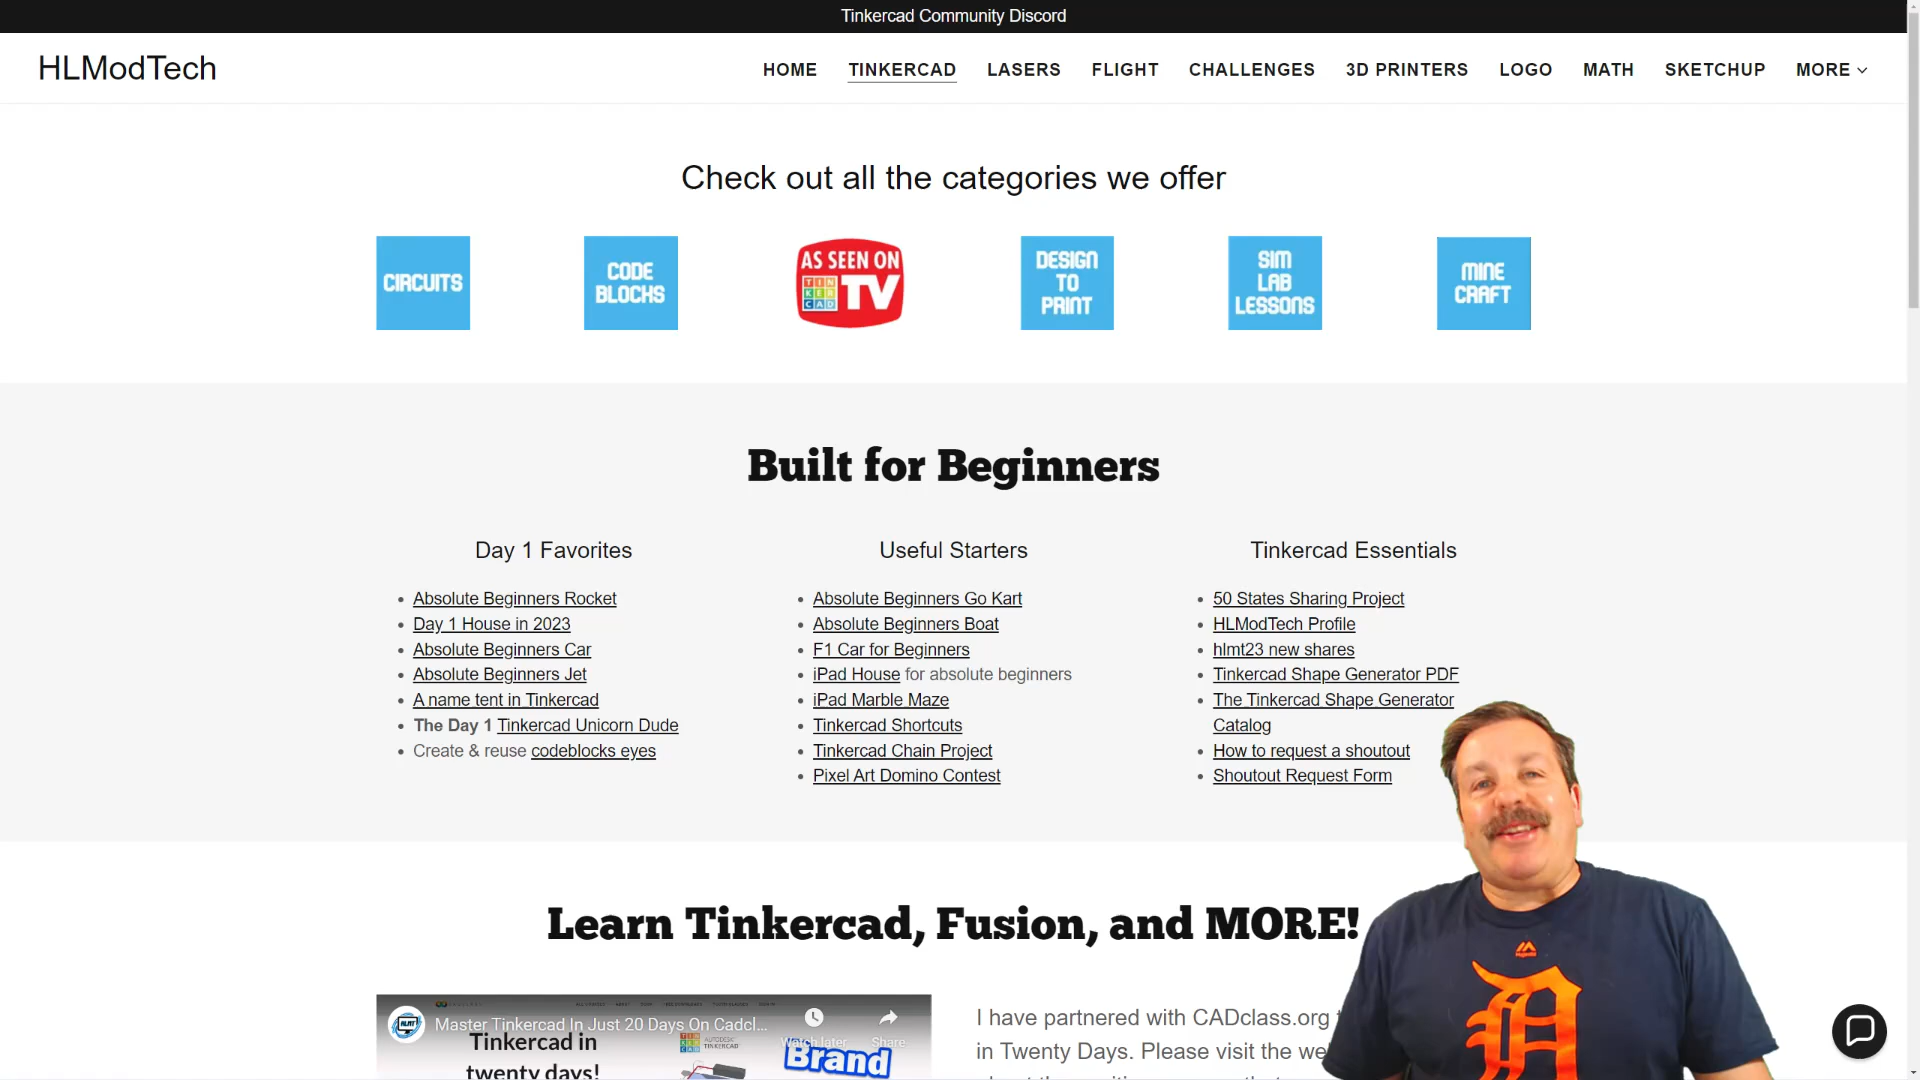 Tinkercad Community Discord
HLModTech
HOME TINKERCAD LASERS FLIGHT CHALLENGES 3D PRINTERS LOGO MATH SKETCHUP MORE
Check out all the categories we offer
CIRCUITS
CODE
BLOCKS
AS SEEN ON
TIN
KER
CAD
TV
DESIGN
TO
PRINT
SIM
LAB
LESSONS
MINE
CRAFT
Built for Beginners
Day 1 Favorites
Absolute Beginners Rocket
Day 1 House in 2023
Absolute Beginners Car
Absolute Beginners Jet
A name tent in Tinkercad
The Day 1 Tinkercad Unicorn Dude
Create & reuse codeblocks eyes
Useful Starters
Absolute Beginners Go Kart
Absolute Beginners Boat
F1 Car for Beginners
iPad House for absolute beginners
iPad Marble Maze
Tinkercad Shortcuts
Tinkercad Chain Project
Pixel Art Domino Contest
Tinkercad Essentials
50 States Sharing Project
HLModTech Profile
hlmt23 new shares
Tinkercad Shape Generator PDF
The Tinkercad Shape Generator
Catalog
How to request a shoutout
Shoutout Request Form
Learn Tinkercad, Fusion, and MORE!
HLMT
Master Tinkercad In Just 20 Days On Cadcl...
Watch later
Share
Tinkercad in
twenty days!
AUTODESK
TINKERCAD
Brand
I have partnered with CADclass.org
in Twenty Days. Please visit the we
Majestic